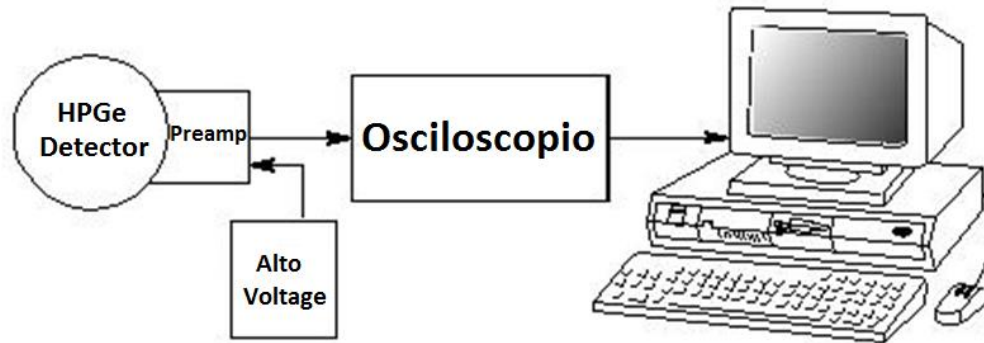 HPGe
Detector
Preamp
Osciloscopio
Alto
Voltage